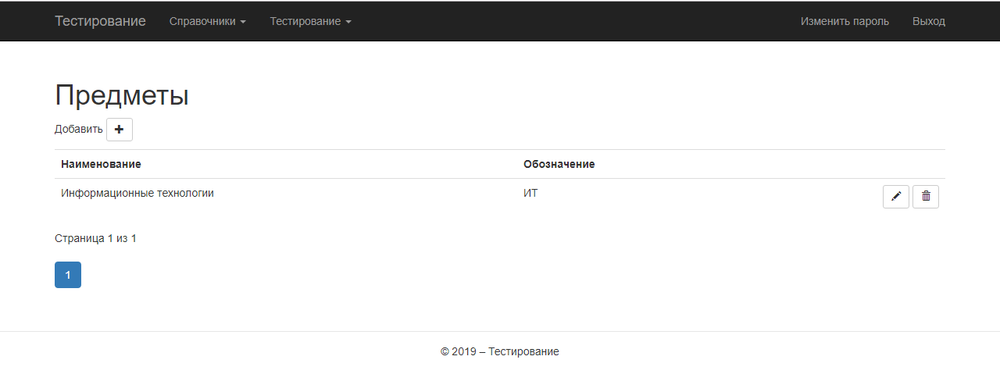 Тестирование Справочники Тестирование Изменить пароль Выход
Предметы
Добавить
Наименование Обозначение
Информационные технологии ИТ
Страница 1 из 1
1
© 2019 – Тестирование